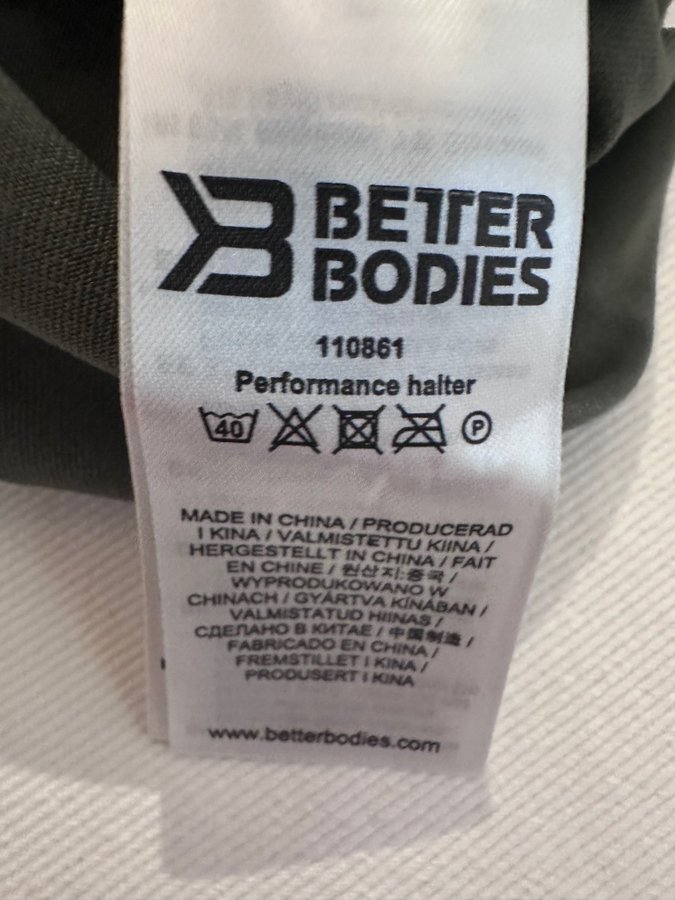 BETTER
BODIES
110861
Performance halter
40 P
MADE IN CHINA / PRODUCERAD
I KINA / VALMISTETTU KIINA /
HERGESTELLT IN CHINA / FAIT
EN CHINE / 원산지:중국 /
WYPRODUKOWANO W
CHINACH / GYÁRTVA KÍNÁBAN /
VALMISTATUD HIINAS /
СДЕЛАНО В КИТАЕ / 中国制造 /
FABRICADO EN CHINA /
FREMSTILLET I KINA /
PRODUSERT I KINA
www.betterbodies.com